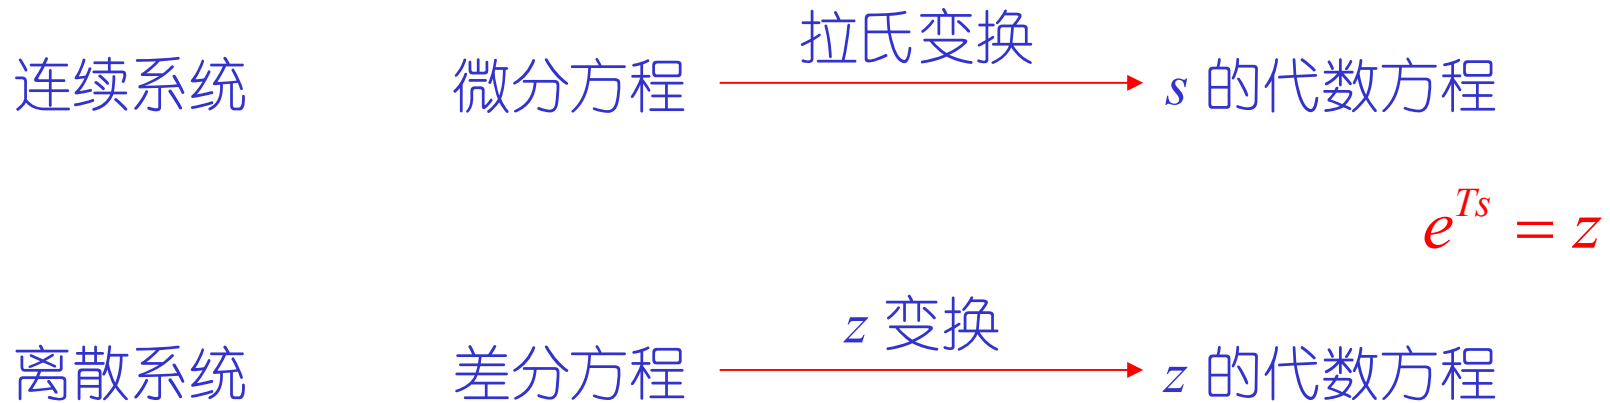 拉氏变换
连续系统 微分方程 s 的代数方程
e^{Ts} = z
z 变换
离散系统 差分方程 z 的代数方程